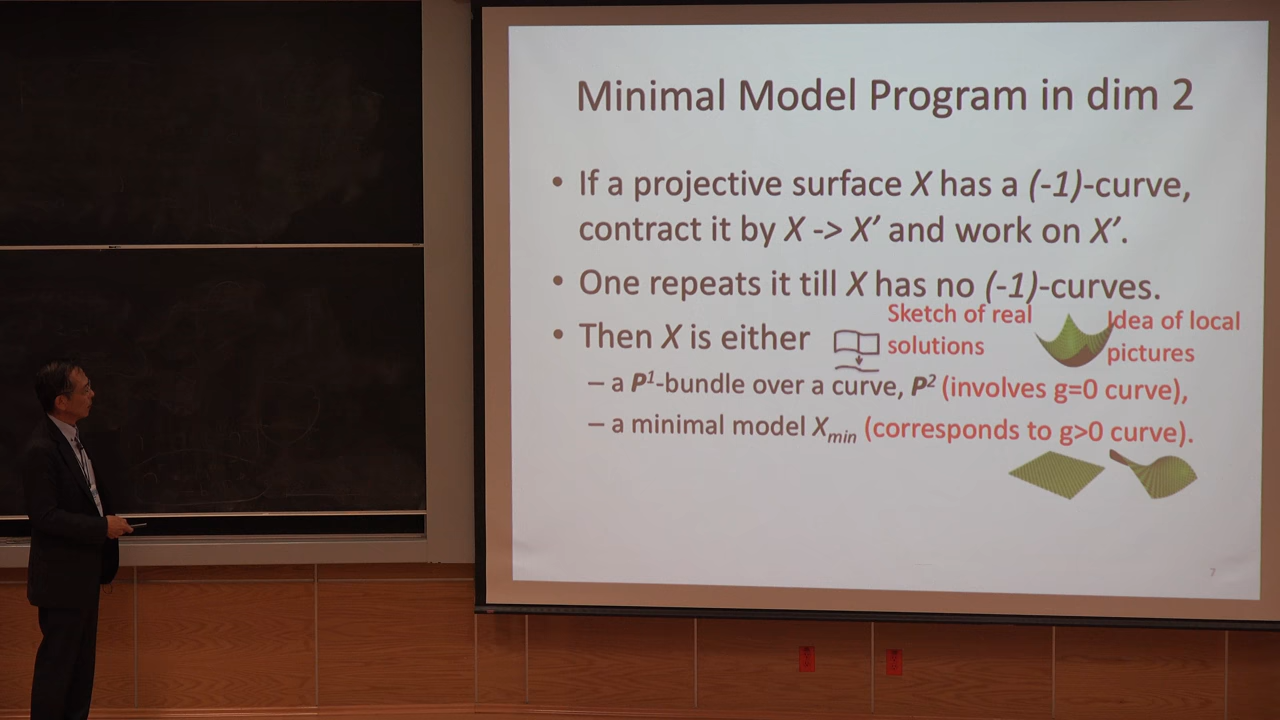 Minimal Model Program in dim 2
• If a projective surface X has a (-1)-curve,
contract it by X -> X’ and work on X’.
• One repeats it till X has no (-1)-curves.
Sketch of real
solutions
Idea of local
pictures
• Then X is either
– a P¹-bundle over a curve, P² (involves g=0 curve),
– a minimal model Xmin (corresponds to g>0 curve).
7